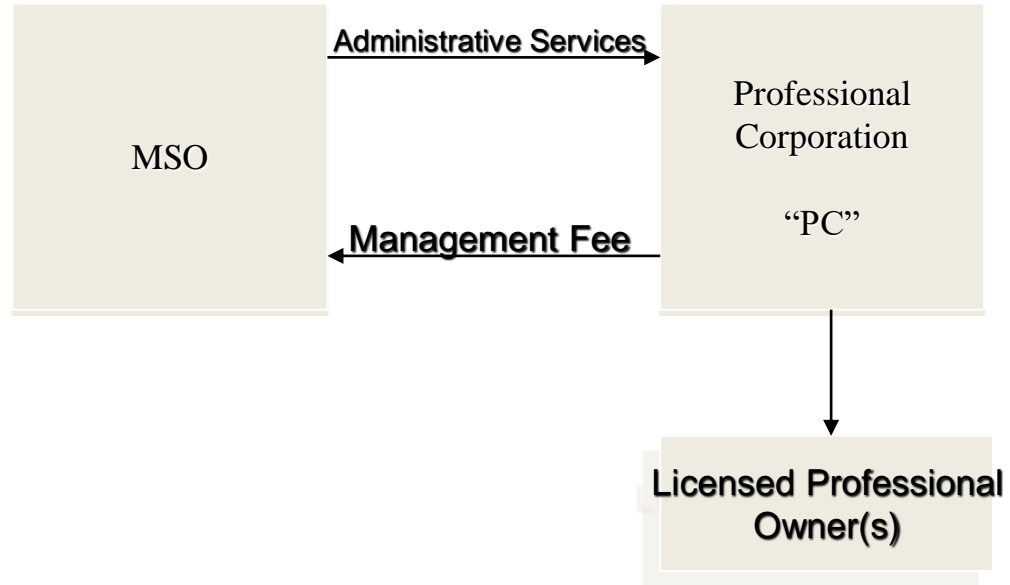 Administrative Services
MSO
Professional
Corporation
“PC”
Management Fee
Licensed Professional
Owner(s)